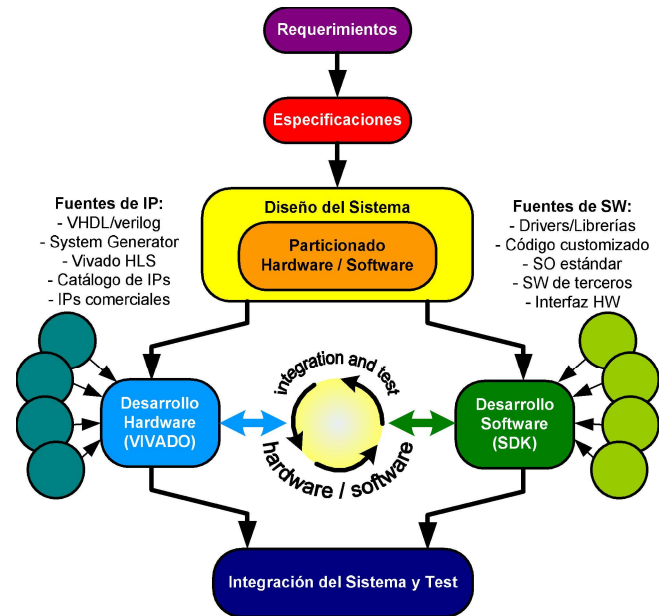 Requerimientos
Especificaciones
Diseño del Sistema
Particionado
Hardware / Software
Fuentes de IP:
- VHDL/verilog
- System Generator
- Vivado HLS
- Catálogo de IPs
- IPs comerciales
Fuentes de SW:
- Drivers/Librerías
- Código customizado
- SO estándar
- SW de terceros
- Interfaz HW
Desarrollo
Hardware
(VIVADO)
integration and test
hardware / software
Desarrollo
Software
(SDK)
Integración del Sistema y Test